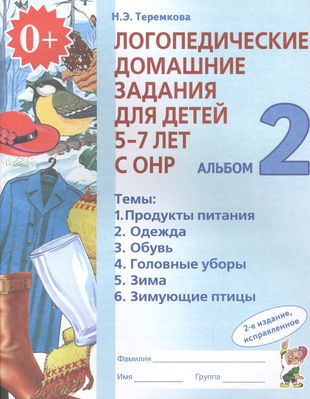 0+
Н.Э. Теремкова
ЛОГОПЕДИЧЕСКИЕ
ДОМАШНИЕ
ЗАДАНИЯ
ДЛЯ ДЕТЕЙ
5–7 ЛЕТ
С ОНР АЛЬБОМ 2
Темы:
1.Продукты питания
2. Одежда
3. Обувь
4. Головные уборы
5. Зима
6. Зимующие птицы
2-е издание,
исправленное
Фамилия
Имя Группа